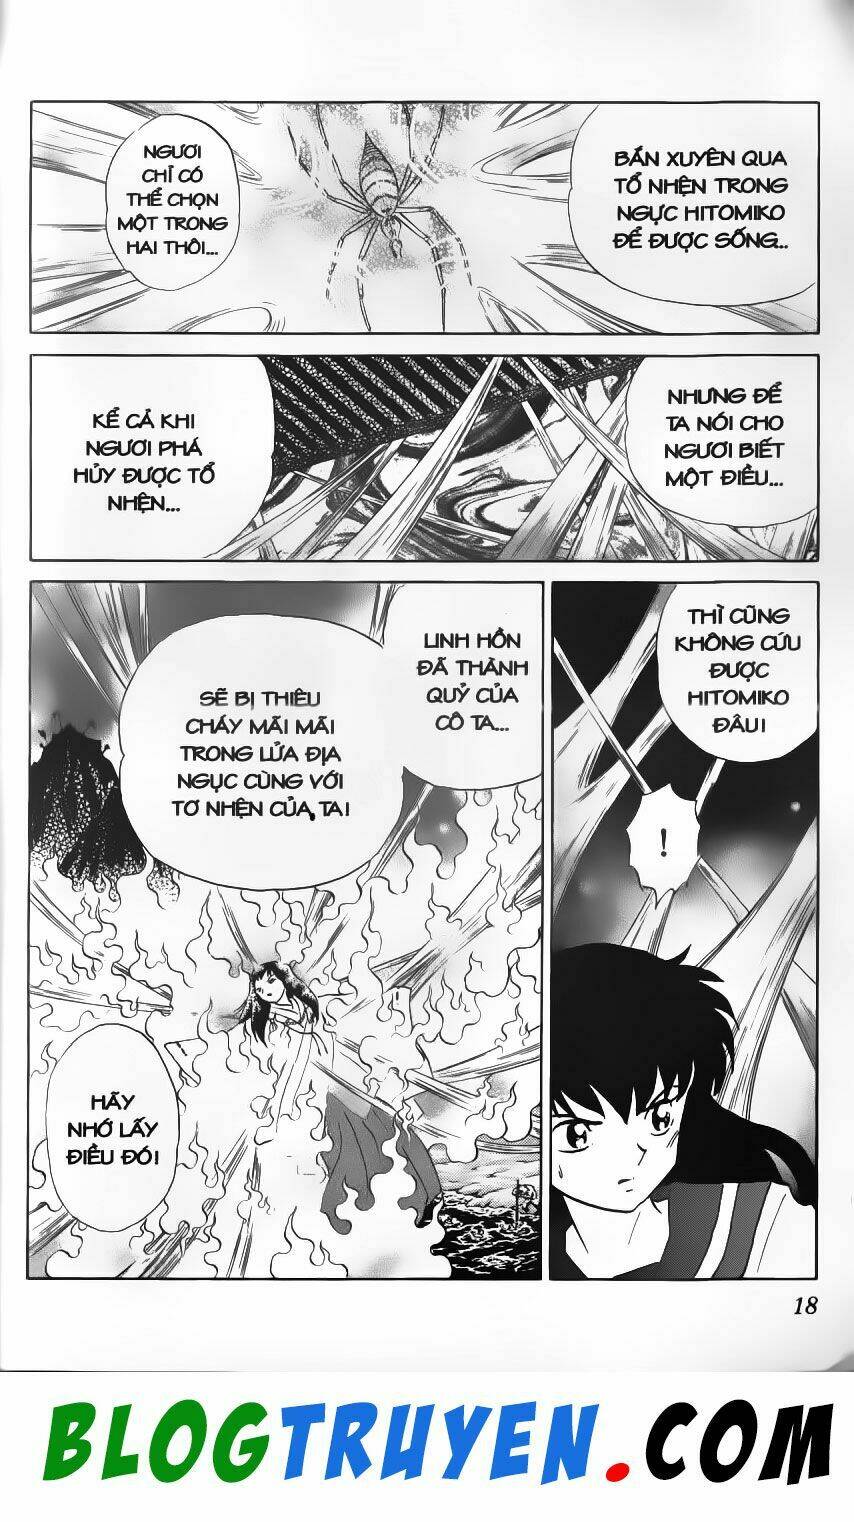 BẮN XUYÊN QUA
TỔ NHỆN TRONG
NGỰC HITOMIKO
ĐỂ ĐƯỢC SỐNG..
NGƯƠI
CHỈ CÓ
THỂ CHỌN
MỘT TRONG
HAI THÔI...
NHƯNG ĐỂ
TA NÓI CHO
NGƯƠI BIẾT
MỘT ĐIỀU...
KỂ CẢ KHI
NGƯƠI PHÁ
HỦY ĐƯỢC TỔ
NHỆN...
THÌ CŨNG
KHÔNG CỨU
ĐƯỢC
HITOMIKO
ĐÂU!
!
LINH HỒN
ĐÃ THÀNH
QUỶ CỦA
CÔ TA...
SẼ BỊ THIÊU
CHÁY MÃI MÃI
TRONG LỬA ĐỊA
NGỤC CÙNG VỚI
TƠ NHỆN CỦA TA!
HÃY
NHỚ LẤY
ĐIỀU ĐÓ!
18
BLOGTRUYEN.COM